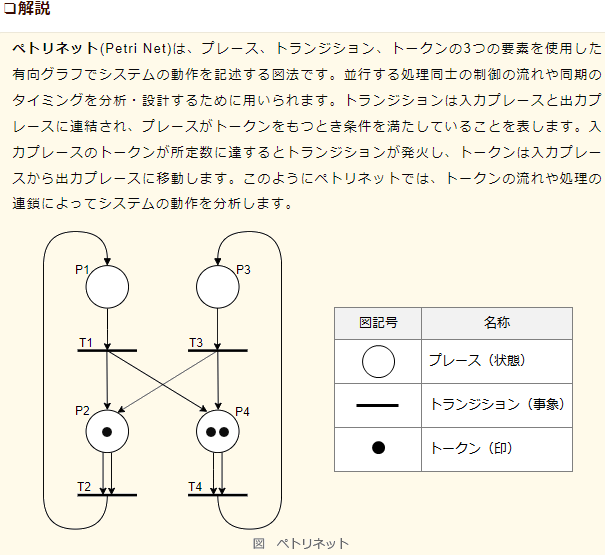 ❏解説
ペトリネット(Petri Net)は、プレース、トランジション、トークンの3つの要素を使用した
有向グラフでシステムの動作を記述する図法です。並行する処理同士の制御の流れや同期の
タイミングを分析・設計するために用いられます。トランジションは入力プレースと出力プ
レースに連結され、プレースがトークンをもつとき条件を満たしていることを表します。入
力プレースのトークンが所定数に達するとトランジションが発火し、トークンは入力プレー
スから出力プレースに移動します。このようにペトリネットでは、トークンの流れや処理の
連鎖によってシステムの動作を分析します。
P1
P3
T1
T3
P2
P4
T2
T4
図記号 名称
プレース（状態）
トランジション（事象）
トークン（印）
図 ペトリネット